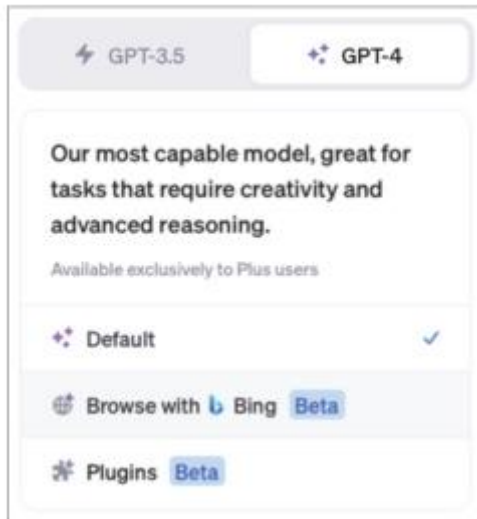 GPT-3.5
GPT-4
Our most capable model, great for
tasks that require creativity and
advanced reasoning.
Available exclusively to Plus users
Default
Browse with b Bing Beta
Plugins Beta